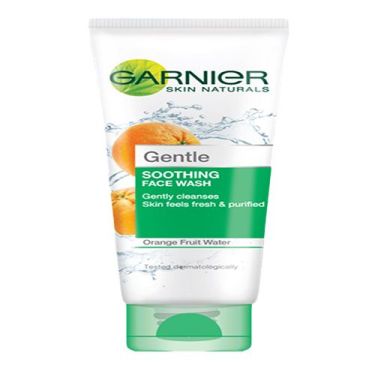 GARNIER
SKIN NATURALS
Gentle
SOOTHING
FACE WASH
Gently cleanses
Skin feels fresh & purified
Orange Fruit Water
Tested dermatologically